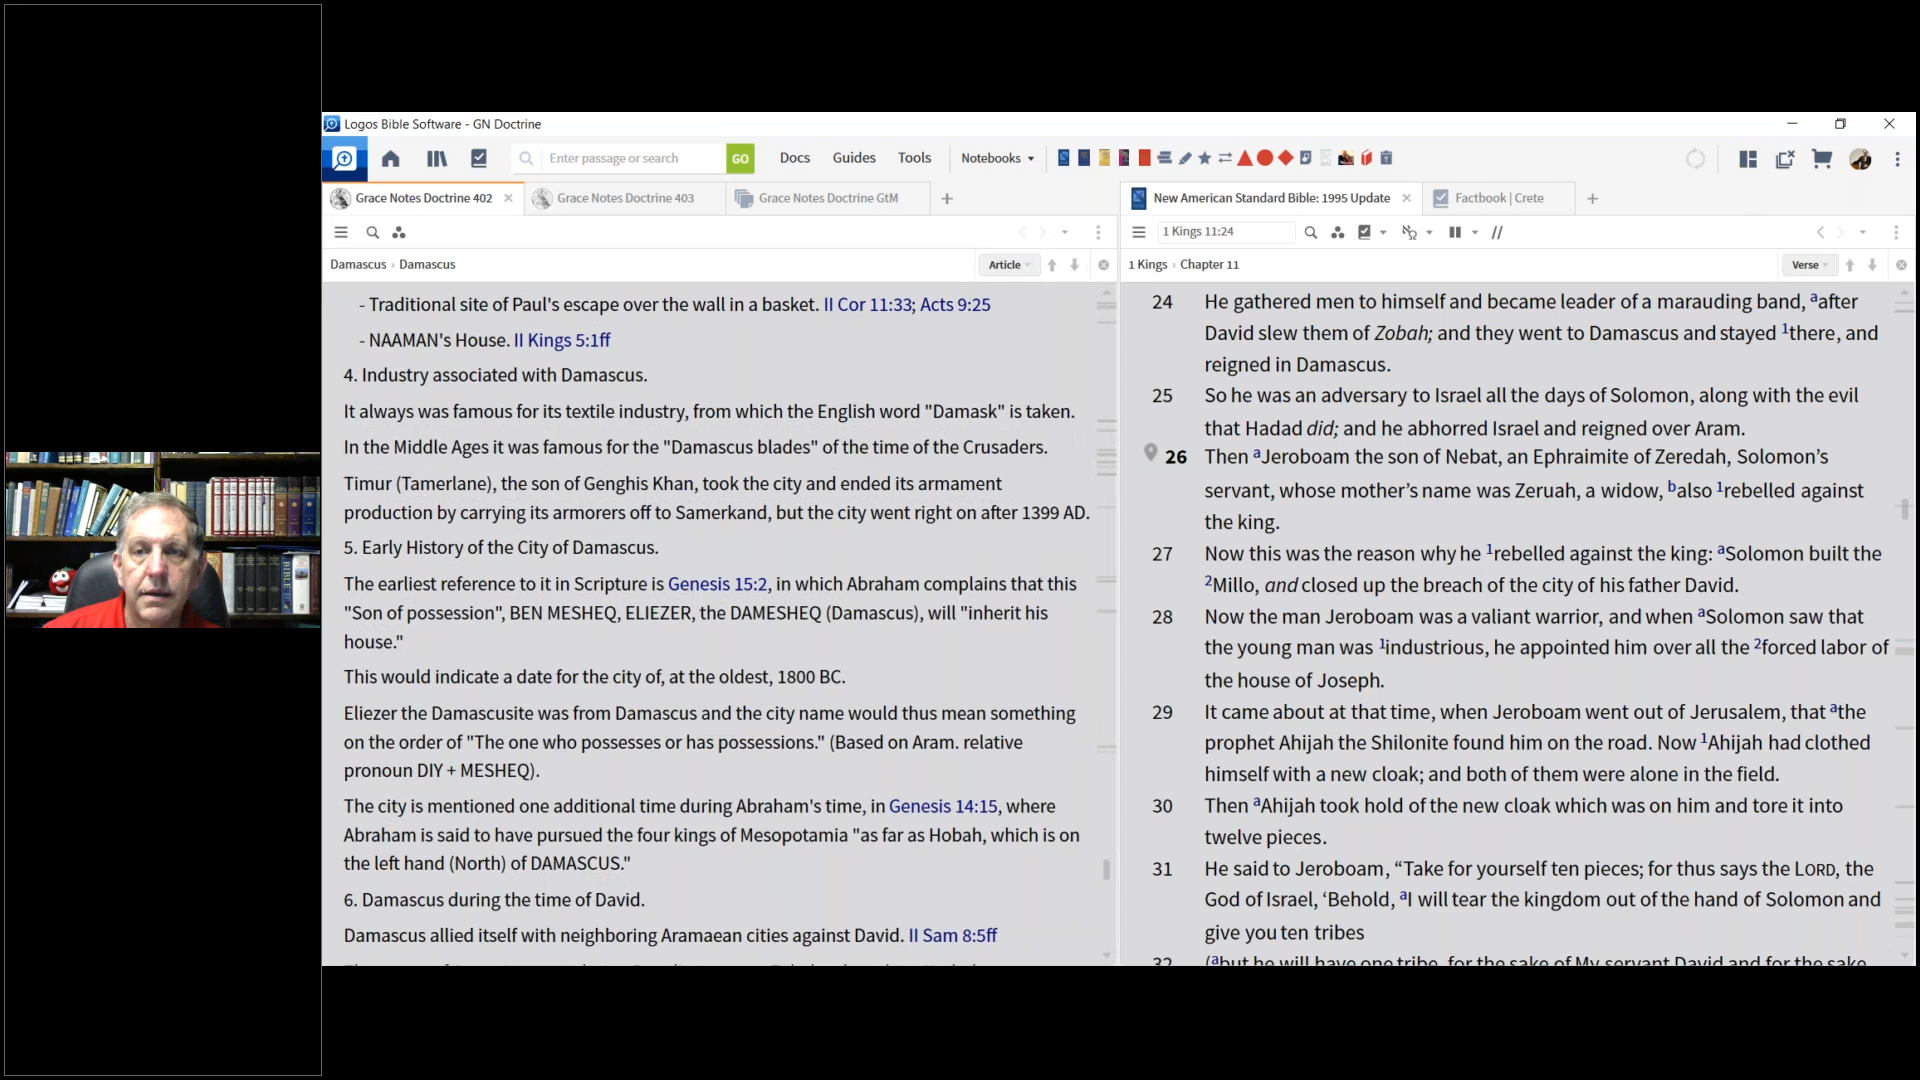 Logos Bible Software - GN Doctrine
Enter passage or search
GO
Docs
Guides
Tools
Notebooks
Grace Notes Doctrine 402
Grace Notes Doctrine 403
Grace Notes Doctrine GtM
Damascus › Damascus
Article
- Traditional site of Paul's escape over the wall in a basket. II Cor 11:33; Acts 9:25
- NAAMAN's House. II Kings 5:1ff
4. Industry associated with Damascus.
It always was famous for its textile industry, from which the English word "Damask" is taken.
In the Middle Ages it was famous for the "Damascus blades" of the time of the Crusaders.
Timur (Tamerlane), the son of Genghis Khan, took the city and ended its armament
production by carrying its armorers off to Samerkand, but the city went right on after 1399 AD.
5. Early History of the City of Damascus.
The earliest reference to it in Scripture is Genesis 15:2, in which Abraham complains that this
"Son of possession", BEN MESHEQ, ELIEZER, the DAMESHEQ (Damascus), will "inherit his
house."
This would indicate a date for the city of, at the oldest, 1800 BC.
Eliezer the Damascusite was from Damascus and the city name would thus mean something
on the order of "The one who possesses or has possessions." (Based on Aram. relative
pronoun DIY + MESHEQ).
The city is mentioned one additional time during Abraham's time, in Genesis 14:15, where
Abraham is said to have pursued the four kings of Mesopotamia "as far as Hobah, which is on
the left hand (North) of DAMASCUS."
6. Damascus during the time of David.
Damascus allied itself with neighboring Aramaean cities against David. II Sam 8:5ff
New American Standard Bible: 1995 Update
Factbook | Crete
1 Kings 11:24
1 Kings › Chapter 11
Verse
24 He gathered men to himself and became leader of a marauding band, aafter
David slew them of Zobah; and they went to Damascus and stayed 1there, and
reigned in Damascus.
25 So he was an adversary to Israel all the days of Solomon, along with the evil
that Hadad did; and he abhorred Israel and reigned over Aram.
26 Then aJeroboam the son of Nebat, an Ephraimite of Zeredah, Solomon’s
servant, whose mother’s name was Zeruah, a widow, balso 1rebelled against
the king.
27 Now this was the reason why he 1rebelled against the king: aSolomon built the
2Millo, and closed up the breach of the city of his father David.
28 Now the man Jeroboam was a valiant warrior, and when aSolomon saw that
the young man was 1industrious, he appointed him over all the 2forced labor of
the house of Joseph.
29 It came about at that time, when Jeroboam went out of Jerusalem, that athe
prophet Ahijah the Shilonite found him on the road. Now 1Ahijah had clothed
himself with a new cloak; and both of them were alone in the field.
30 Then aAhijah took hold of the new cloak which was on him and tore it into
twelve pieces.
31 He said to Jeroboam, “Take for yourself ten pieces; for thus says the LORD, the
God of Israel, ‘Behold, aI will tear the kingdom out of the hand of Solomon and
give you ten tribes
32 (abut he will have one tribe, for the sake of My servant David and for the sake